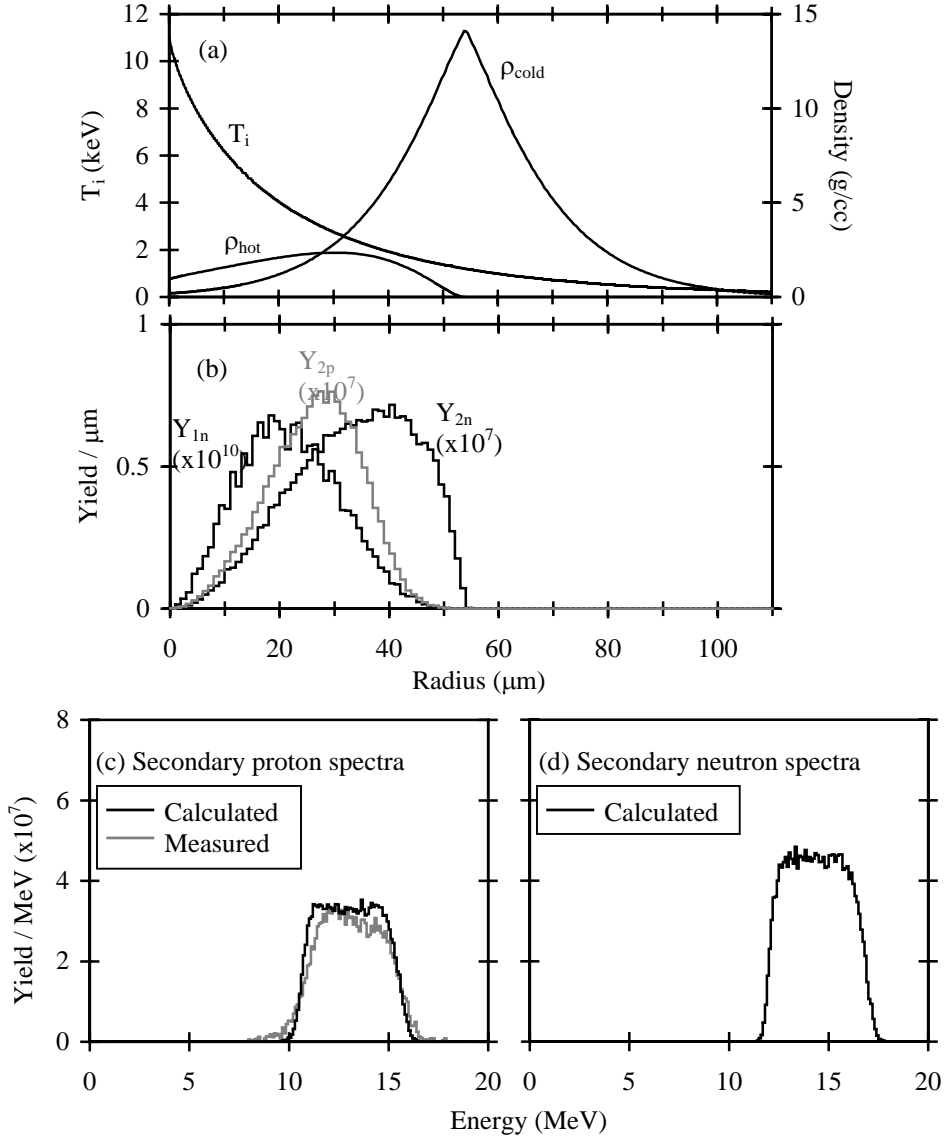 12
10
8
6
4
2
0
T_i (keV)
(a)
T_i
ρ_hot
ρ_cold
15
10
5
0
Density (g/cc)
1
0.5
0
Yield / μm
(b)
Y_2p
(x10^7)
Y_1n
(x10^10)
Y_2n
(x10^7)
0 20 40 60 80 100
Radius (μm)
8
6
4
2
0
Yield / MeV (x10^7)
(c) Secondary proton spectra
Calculated
Measured
0 5 10 15 20
(d) Secondary neutron spectra
Calculated
0 5 10 15 20
Energy (MeV)